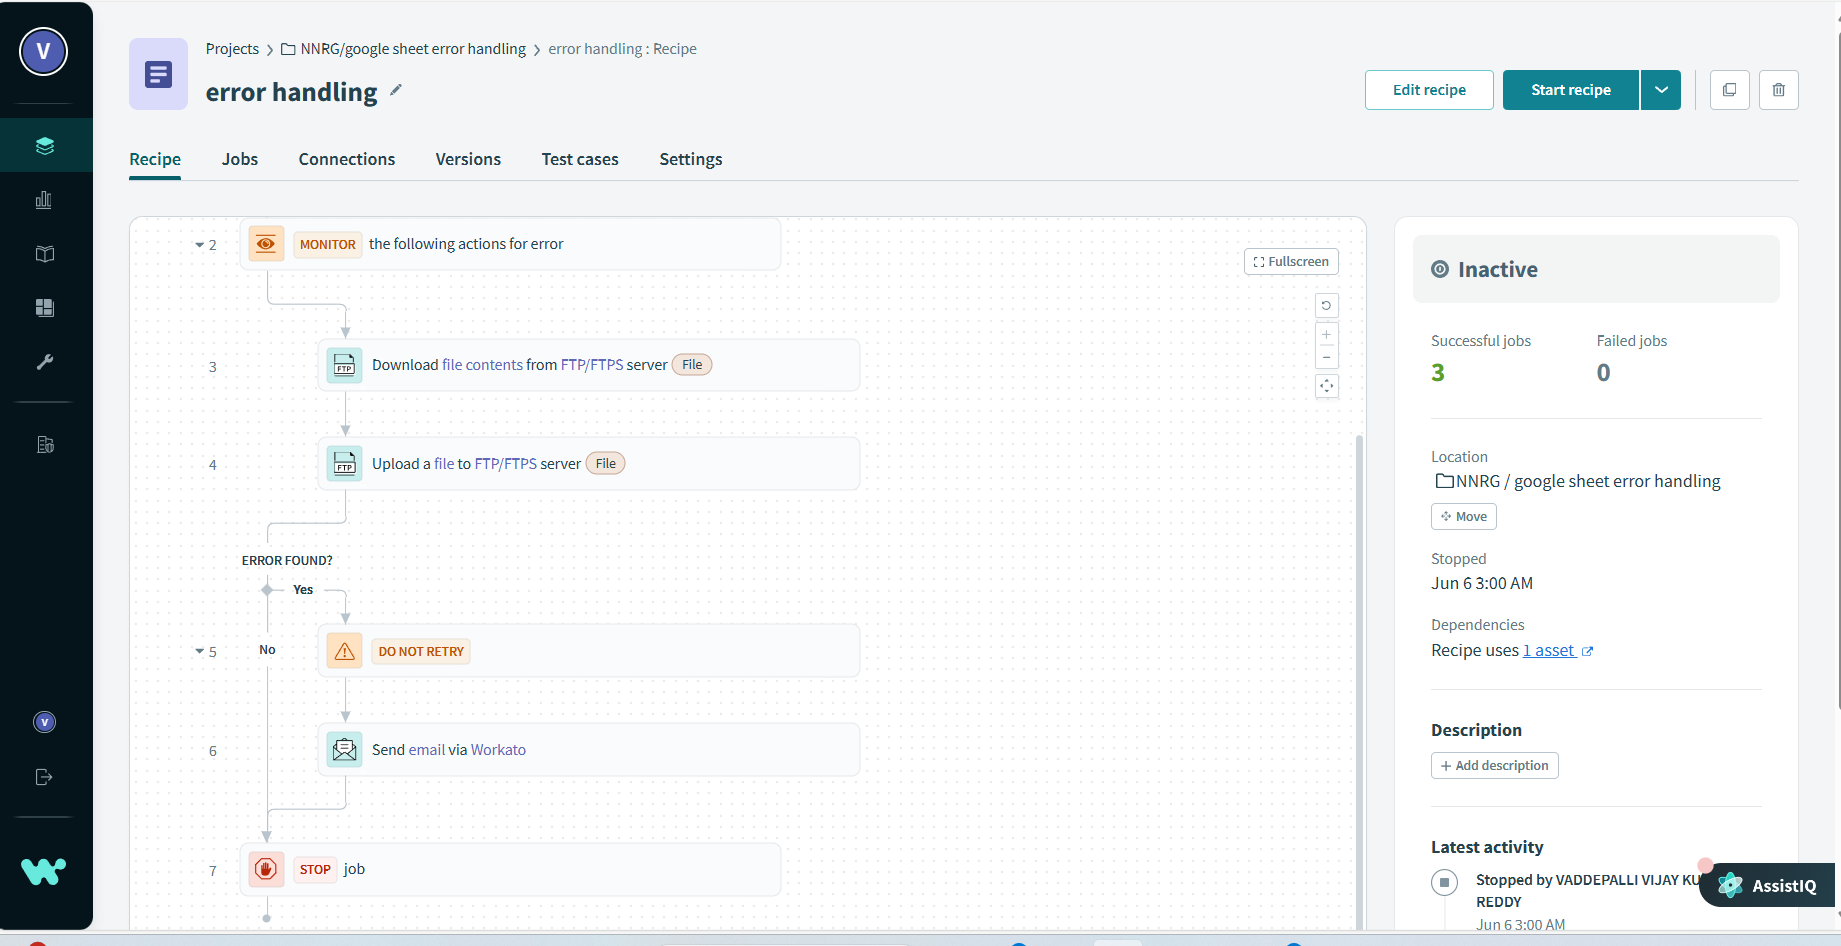 V
Projects > NNRG/google sheet error handling > error handling : Recipe
error handling
Edit recipe
Start recipe
Recipe
Jobs
Connections
Versions
Test cases
Settings
2 MONITOR the following actions for error
Fullscreen
3 FTP Download file contents from FTP/FTPS server File
4 FTP Upload a file to FTP/FTPS server File
ERROR FOUND?
Yes
No
5 DO NOT RETRY
6 Send email via Workato
7 STOP job
Inactive
Successful jobs Failed jobs
3 0
Location
NNRG / google sheet error handling
Move
Stopped
Jun 6 3:00 AM
Dependencies
Recipe uses 1 asset
Description
+ Add description
Latest activity
Stopped by VADDEPALLI VIJAY KU
REDDY
Jun 6 3:00 AM
AssistIQ
V